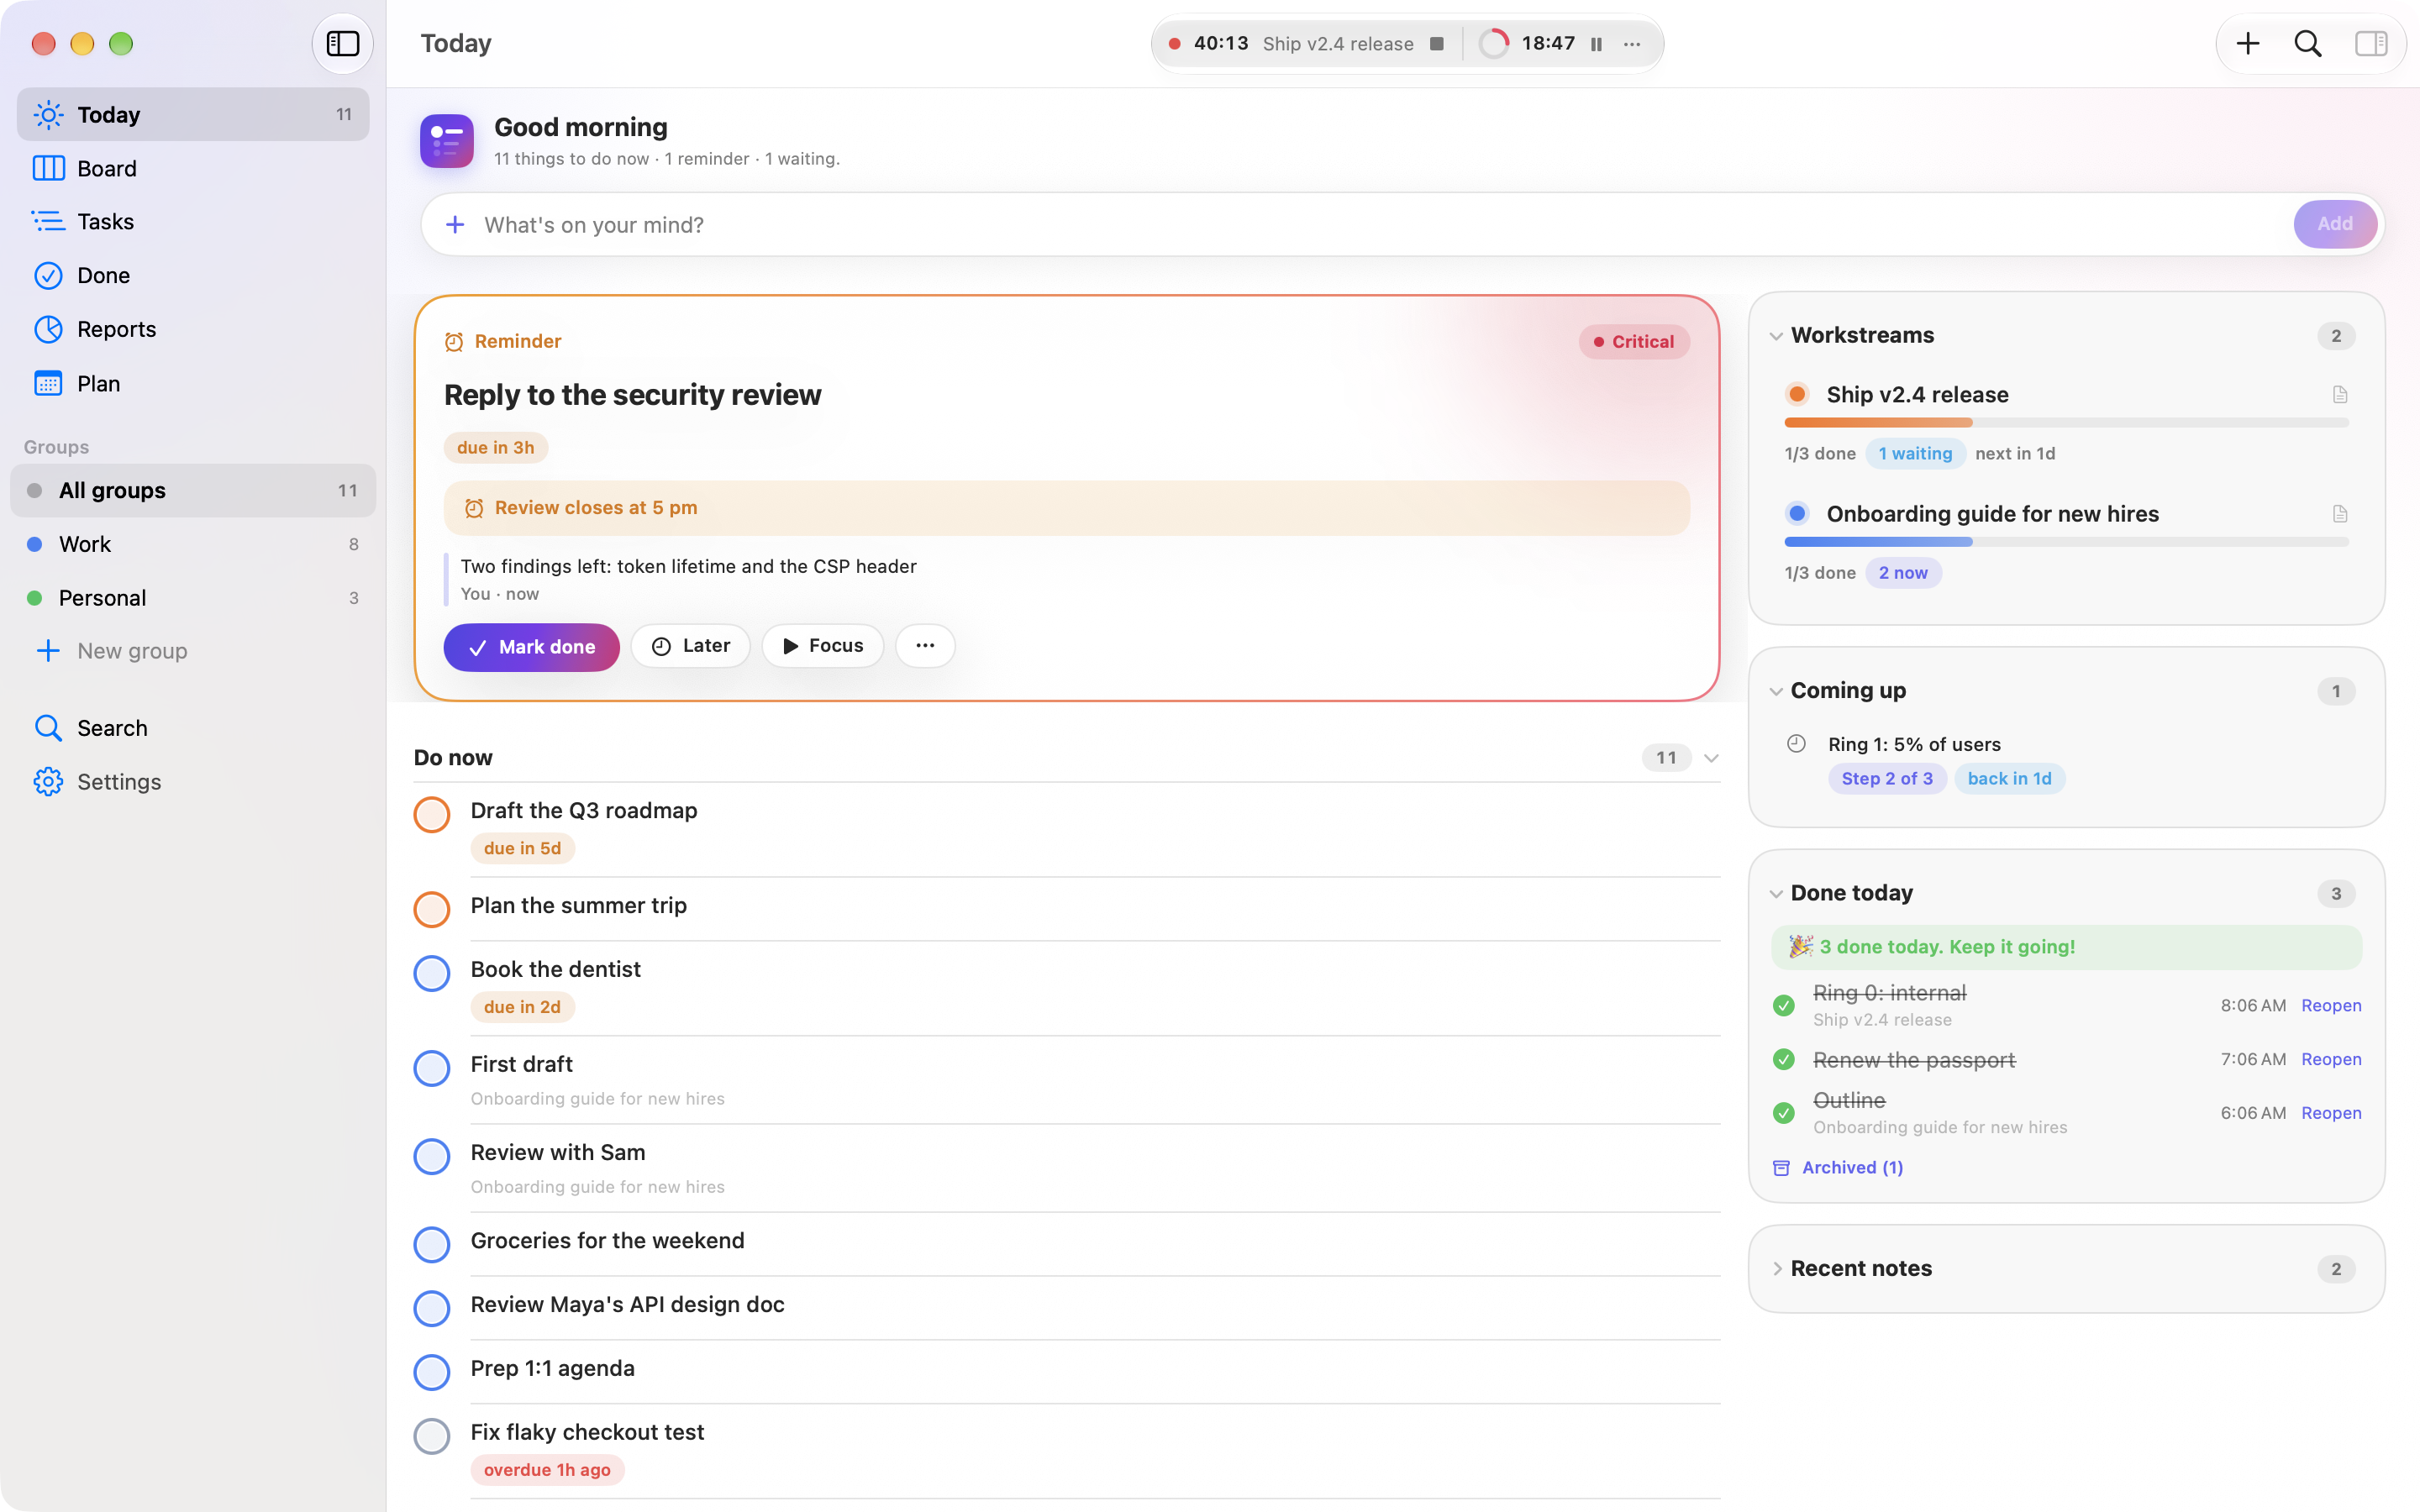 Today
40:13 Ship v2.4 release 18:47
Today 11
Board
Tasks
Done
Reports
Plan
Groups
All groups 11
Work 8
Personal 3
New group
Search
Settings
Good morning
11 things to do now · 1 reminder · 1 waiting.
What's on your mind?
Add
Reminder
Critical
Reply to the security review
due in 3h
Review closes at 5 pm
Two findings left: token lifetime and the CSP header
You · now
Mark done
Later
Focus
Do now 11
Draft the Q3 roadmap
due in 5d
Plan the summer trip
Book the dentist
due in 2d
First draft
Onboarding guide for new hires
Review with Sam
Onboarding guide for new hires
Groceries for the weekend
Review Maya's API design doc
Prep 1:1 agenda
Fix flaky checkout test
overdue 1h ago
Workstreams 2
Ship v2.4 release
1/3 done 1 waiting next in 1d
Onboarding guide for new hires
1/3 done 2 now
Coming up 1
Ring 1: 5% of users
Step 2 of 3 back in 1d
Done today 3
🎉 3 done today. Keep it going!
Ring 0: internal
Ship v2.4 release
8:06 AM Reopen
Renew the passport
7:06 AM Reopen
Outline
Onboarding guide for new hires
6:06 AM Reopen
Archived (1)
Recent notes 2